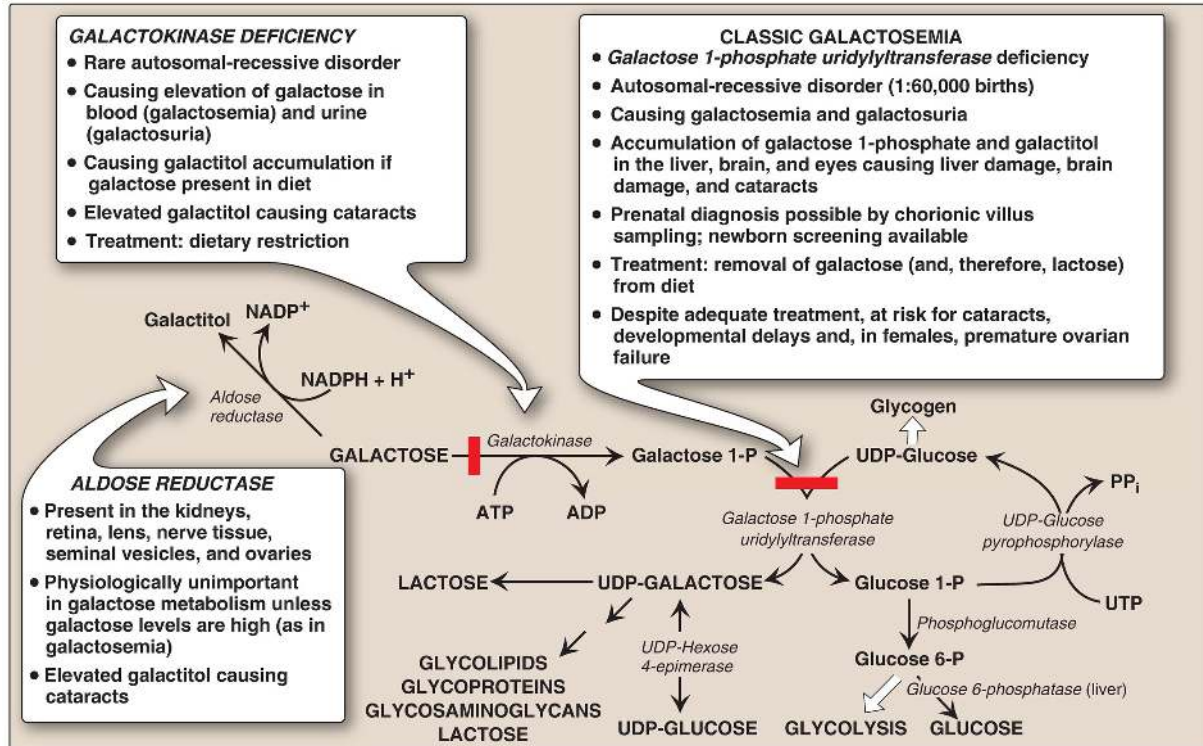 GALACTOKINASE DEFICIENCY
• Rare autosomal-recessive disorder
• Causing elevation of galactose in
blood (galactosemia) and urine
(galactosuria)
• Causing galactitol accumulation if
galactose present in diet
• Elevated galactitol causing cataracts
• Treatment: dietary restriction
CLASSIC GALACTOSEMIA
• Galactose 1-phosphate uridylyltransferase deficiency
• Autosomal-recessive disorder (1:60,000 births)
• Causing galactosemia and galactosuria
• Accumulation of galactose 1-phosphate and galactitol
in the liver, brain, and eyes causing liver damage, brain
damage, and cataracts
• Prenatal diagnosis possible by chorionic villus
sampling; newborn screening available
• Treatment: removal of galactose (and, therefore, lactose)
from diet
• Despite adequate treatment, at risk for cataracts,
developmental delays and, in females, premature ovarian
failure
Galactitol
NADP+
NADPH + H+
Aldose
reductase
GALACTOSE
Galactokinase
ATP
ADP
Galactose 1-P
Glycogen
UDP-Glucose
PPi
UDP-Glucose
pyrophosphorylase
UTP
Galactose 1-phosphate
uridylyltransferase
ALDOSE REDUCTASE
• Present in the kidneys,
retina, lens, nerve tissue,
seminal vesicles, and ovaries
• Physiologically unimportant
in galactose metabolism unless
galactose levels are high (as in
galactosemia)
• Elevated galactitol causing
cataracts
LACTOSE
UDP-GALACTOSE
Glucose 1-P
Phosphoglucomutase
Glucose 6-P
Glucose 6-phosphatase (liver)
GLYCOLYSIS
GLUCOSE
GLYCOLIPIDS
GLYCOPROTEINS
GLYCOSAMINOGLYCANS
LACTOSE
UDP-Hexose
4-epimerase
UDP-GLUCOSE